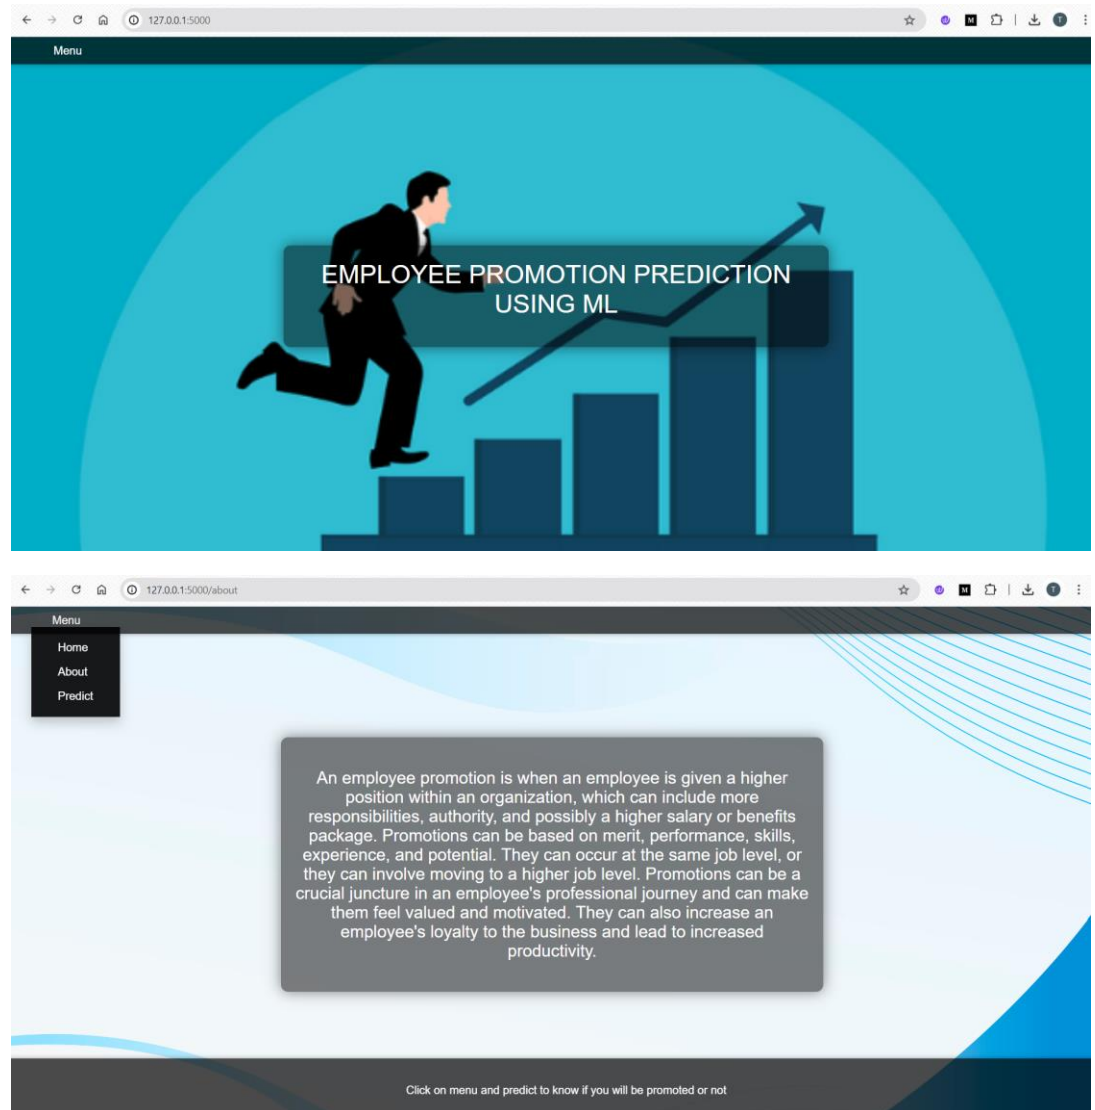 127.0.0.1:5000
Menu
EMPLOYEE PROMOTION PREDICTION
USING ML
127.0.0.1:5000/about
Menu
Home
About
Predict
An employee promotion is when an employee is given a higher
position within an organization, which can include more
responsibilities, authority, and possibly a higher salary or benefits
package. Promotions can be based on merit, performance, skills,
experience, and potential. They can occur at the same job level, or
they can involve moving to a higher job level. Promotions can be a
crucial juncture in an employee's professional journey and can make
them feel valued and motivated. They can also increase an
employee's loyalty to the business and lead to increased
productivity.
Click on menu and predict to know if you will be promoted or not